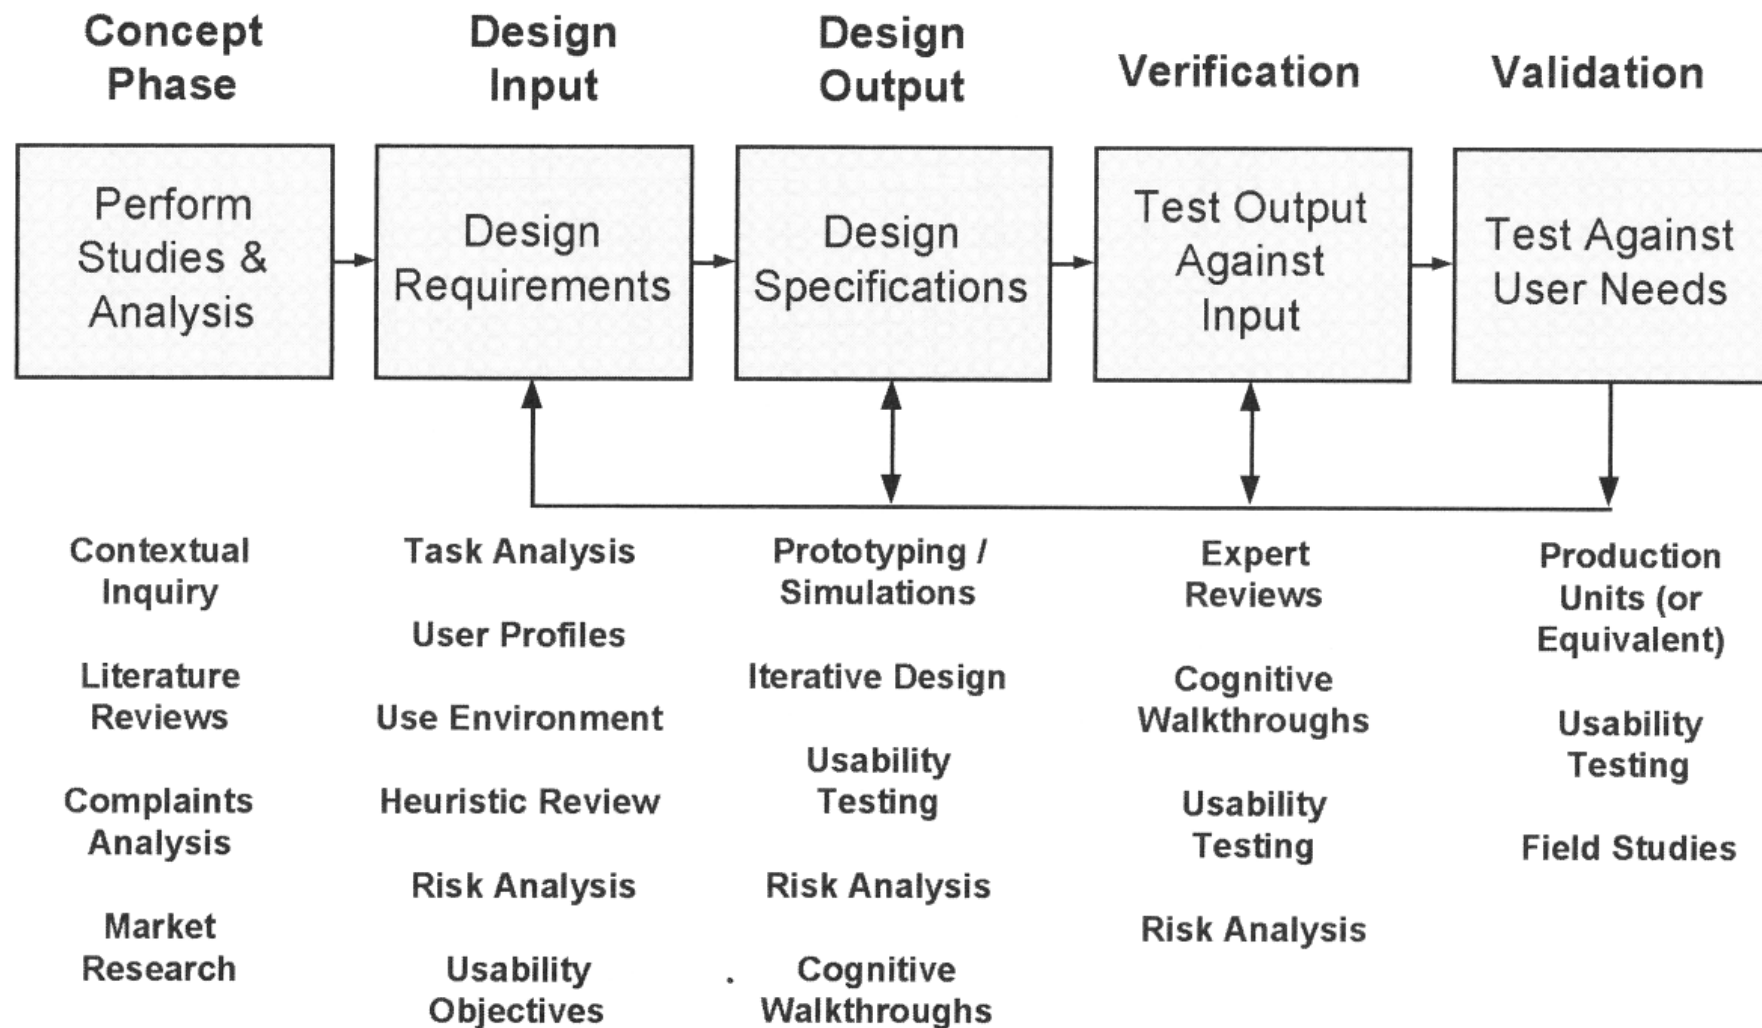 Concept
Phase
Design
Input
Design
Output
Verification
Validation
Perform
Studies &
Analysis
Design
Requirements
Design
Specifications
Test Output
Against
Input
Test Against
User Needs
Contextual
Inquiry
Literature
Reviews
Complaints
Analysis
Market
Research
Task Analysis
User Profiles
Use Environment
Heuristic Review
Risk Analysis
Usability
Objectives
Prototyping /
Simulations
Iterative Design
Usability
Testing
Risk Analysis
Cognitive
Walkthroughs
Expert
Reviews
Cognitive
Walkthroughs
Usability
Testing
Risk Analysis
Production
Units (or
Equivalent)
Usability
Testing
Field Studies